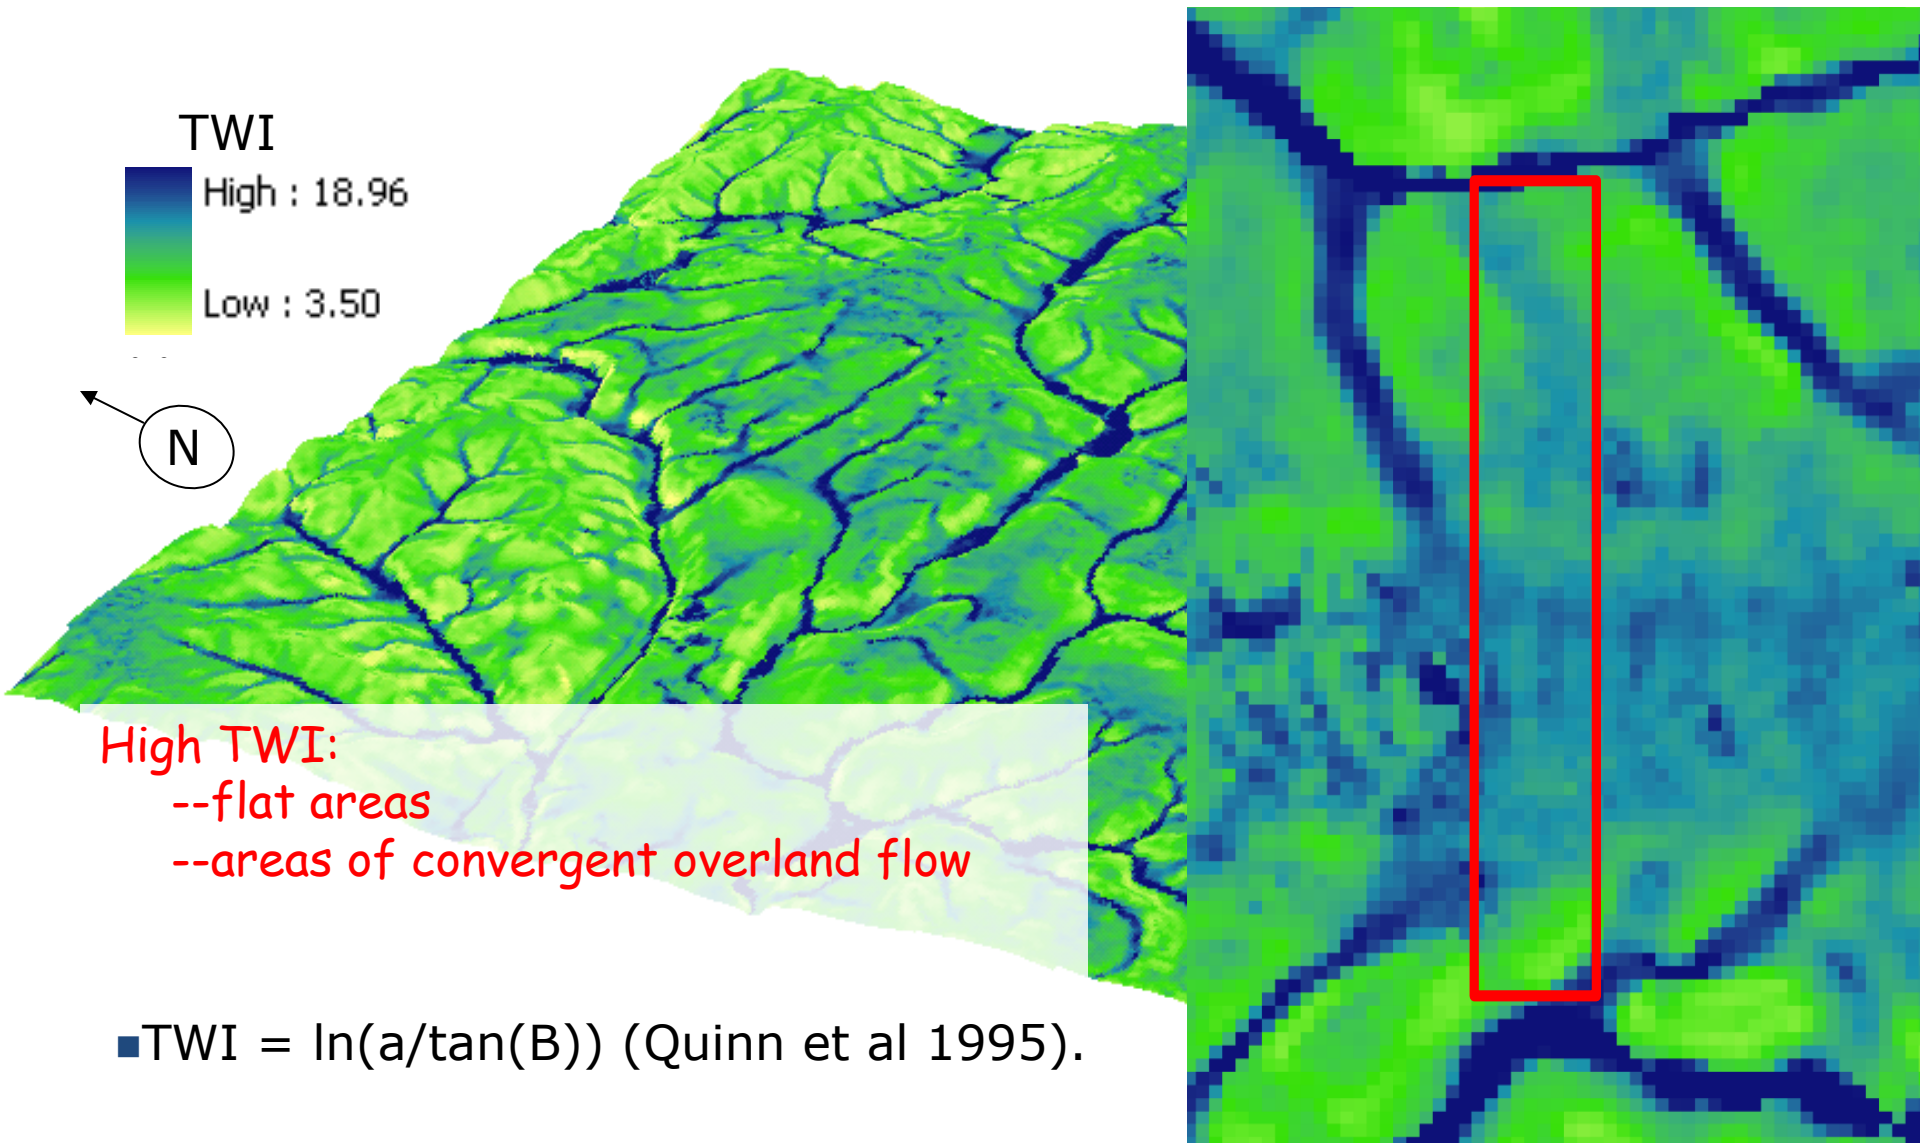 TWI
High : 18.96
Low : 3.50
N
High TWI:
--flat areas
--areas of convergent overland flow
▪TWI = ln(a/tan(B)) (Quinn et al 1995).